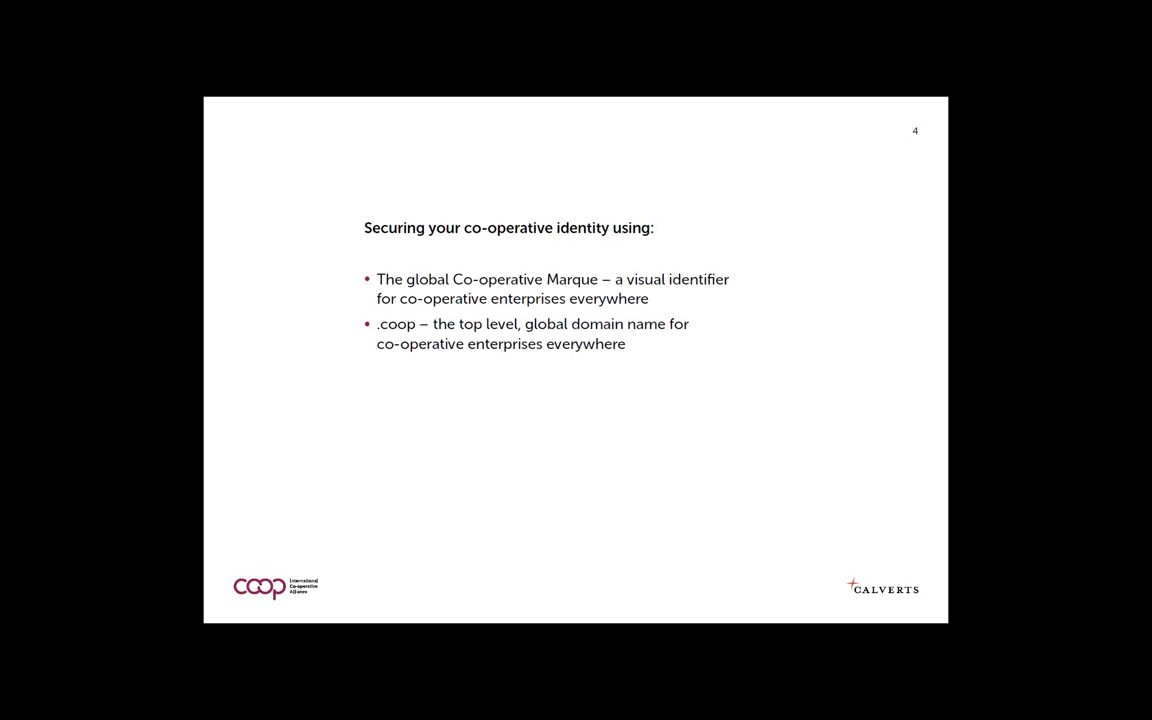 4
Securing your co-operative identity using:
• The global Co-operative Marque – a visual identifier
for co-operative enterprises everywhere
• .coop – the top level, global domain name for
co-operative enterprises everywhere
coop
International
Co-operative
Alliance
CALVERTS